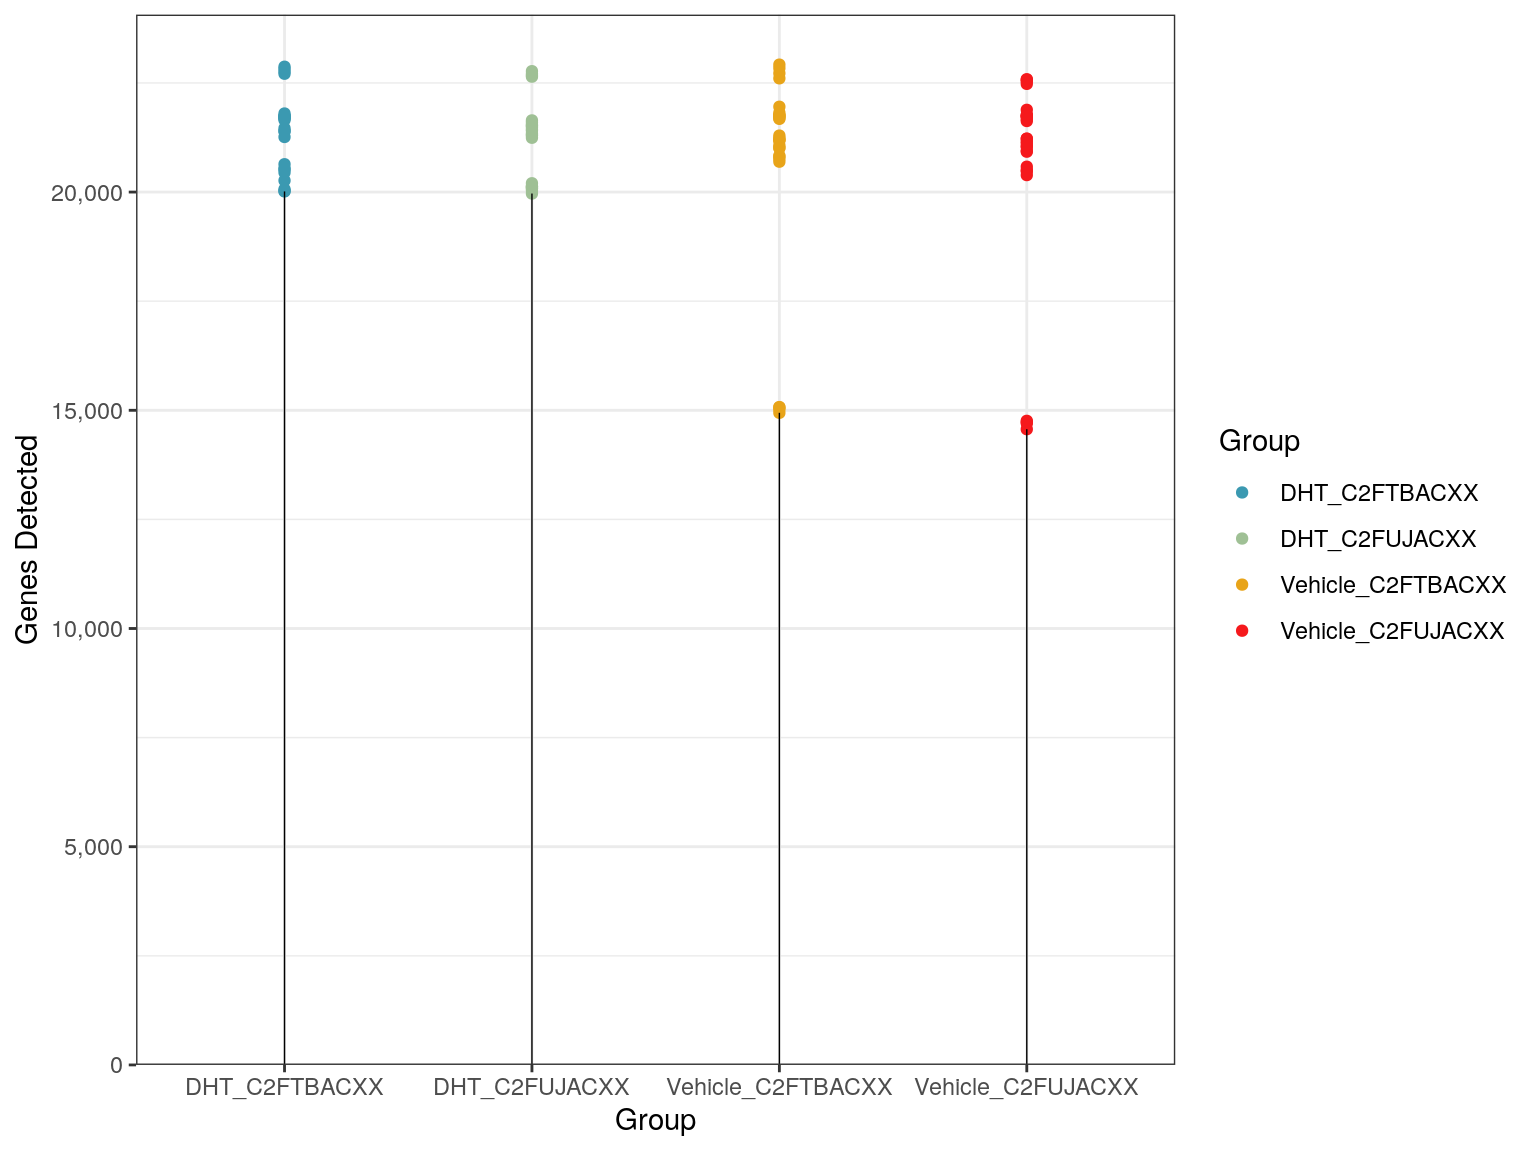 Genes Detected
20,000
15,000
10,000
5,000
0
DHT_C2FTBACXX
DHT_C2FUJACXX
Vehicle_C2FTBACXX
Vehicle_C2FUJACXX
Group
Group
DHT_C2FTBACXX
DHT_C2FUJACXX
Vehicle_C2FTBACXX
Vehicle_C2FUJACXX